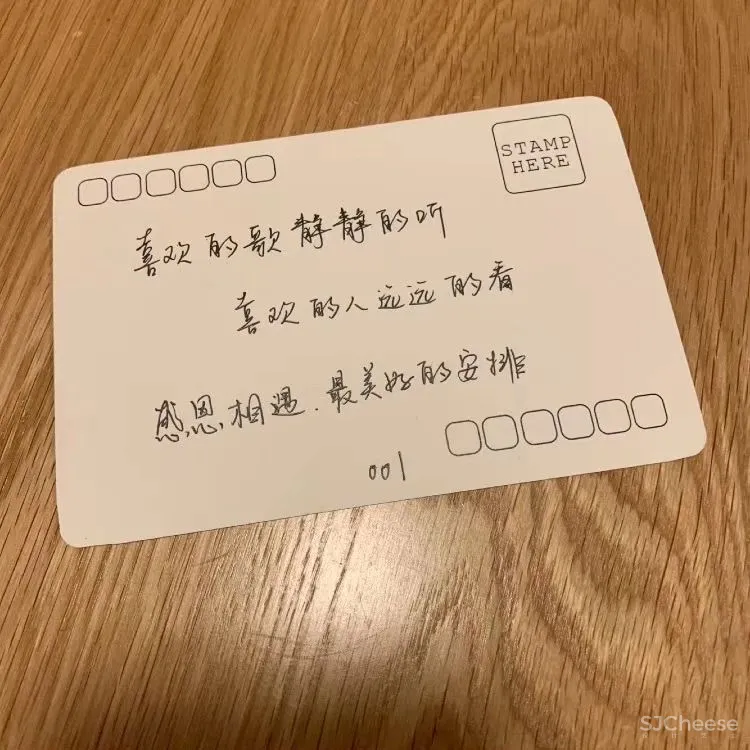 STAMP
HERE
喜欢的歌静静的听
喜欢的人远远的看
感恩相遇.最美好的安排
001
SJCheese